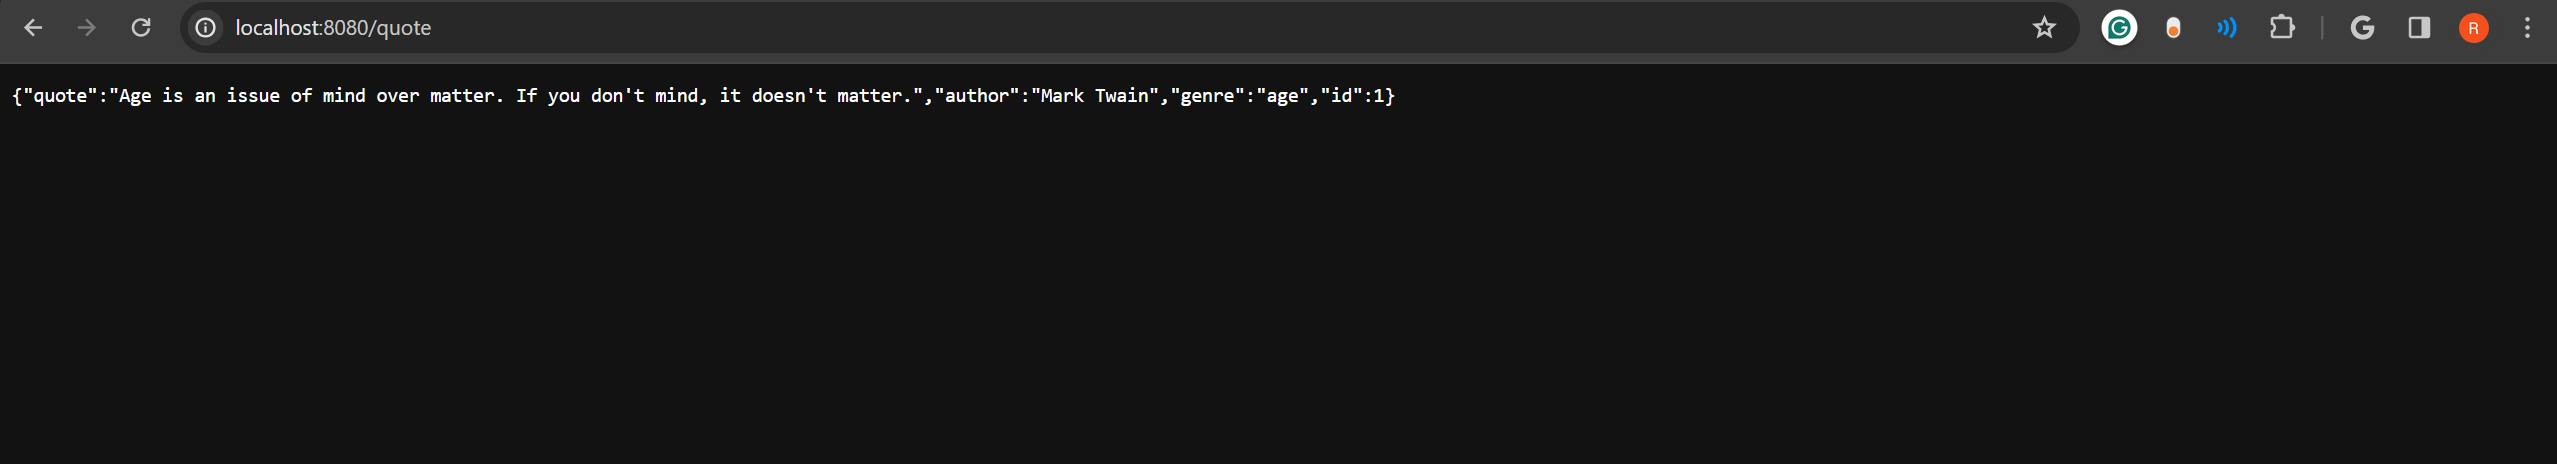 localhost:8080/quote
R
{"quote":"Age is an issue of mind over matter. If you don't mind, it doesn't matter.","author":"Mark Twain","genre":"age","id":1}